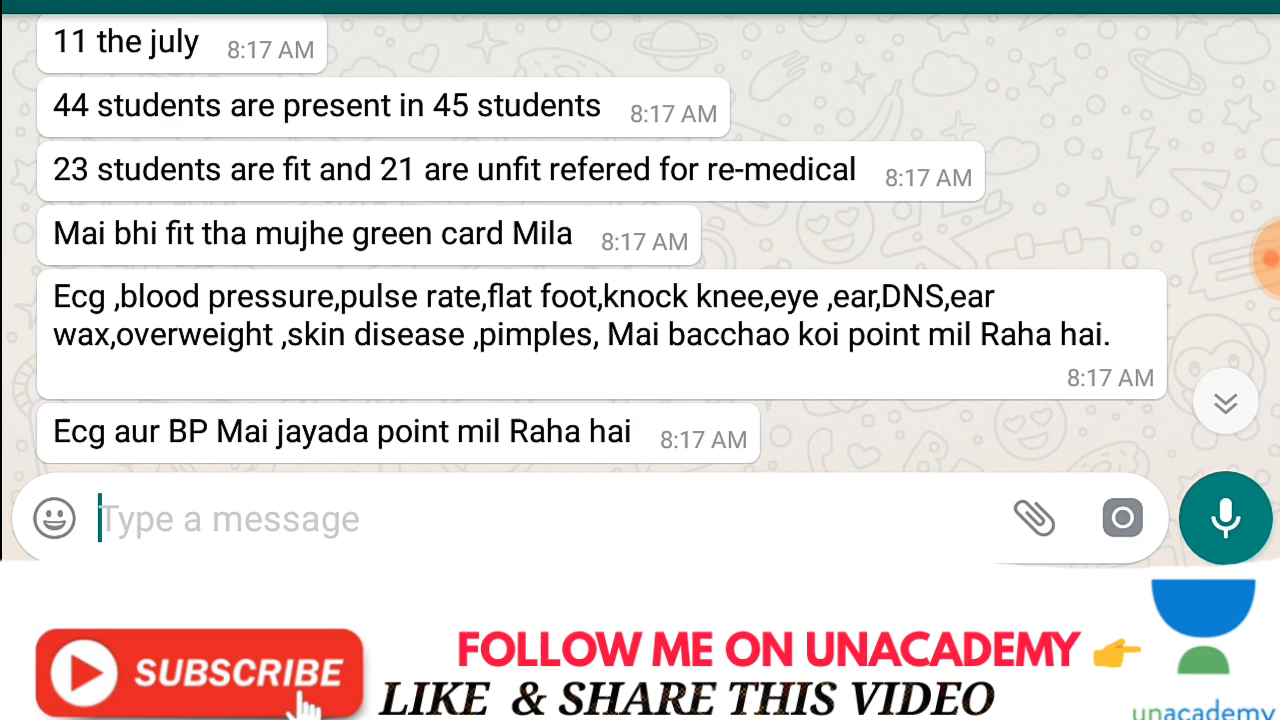 11 the july 8:17 AM
44 students are present in 45 students 8:17 AM
23 students are fit and 21 are unfit refered for re-medical 8:17 AM
Mai bhi fit tha mujhe green card Mila 8:17 AM
Ecg ,blood pressure,pulse rate,flat foot,knock knee,eye ,ear,DNS,ear
wax,overweight ,skin disease ,pimples, Mai bacchao koi point mil Raha hai.
8:17 AM
Ecg aur BP Mai jayada point mil Raha hai 8:17 AM
Type a message
SUBSCRIBE
FOLLOW ME ON UNACADEMY
LIKE & SHARE THIS VIDEO
unacademy